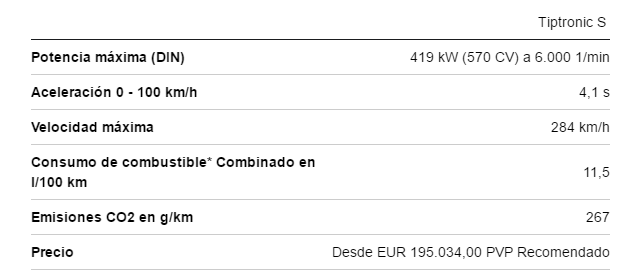 Tiptronic S
Potencia máxima (DIN) 419 kW (570 CV) a 6.000 1/min
Aceleración 0 - 100 km/h 4,1 s
Velocidad máxima 284 km/h
Consumo de combustible* Combinado en
l/100 km 11,5
Emisiones CO2 en g/km 267
Precio Desde EUR 195.034,00 PVP Recomendado